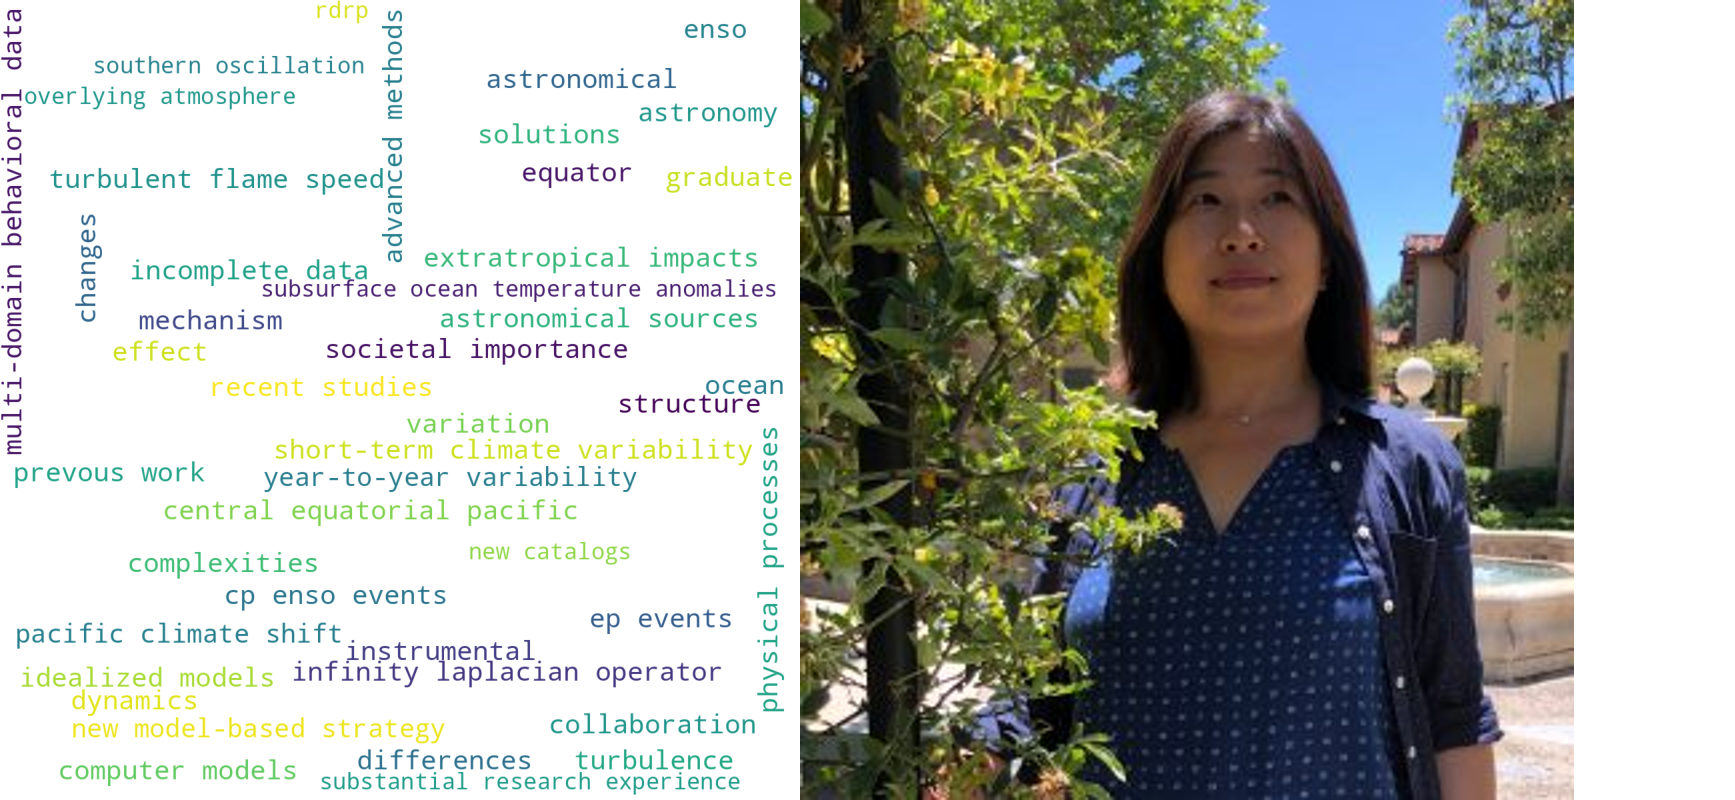 rdrp
multi-domain behavioral data
advanced methods
enso
southern oscillation
astronomical
overlying atmosphere
astronomy
solutions
equator
graduate
turbulent flame speed
changes
extratropical impacts
incomplete data
subsurface ocean temperature anomalies
mechanism
astronomical sources
effect
societal importance
recent studies
ocean
structure
variation
short-term climate variability
prevous work
year-to-year variability
physical processes
central equatorial pacific
new catalogs
complexities
cp enso events
ep events
pacific climate shift
instrumental
idealized models
infinity laplacian operator
dynamics
new model-based strategy
collaboration
differences
turbulence
computer models
substantial research experience